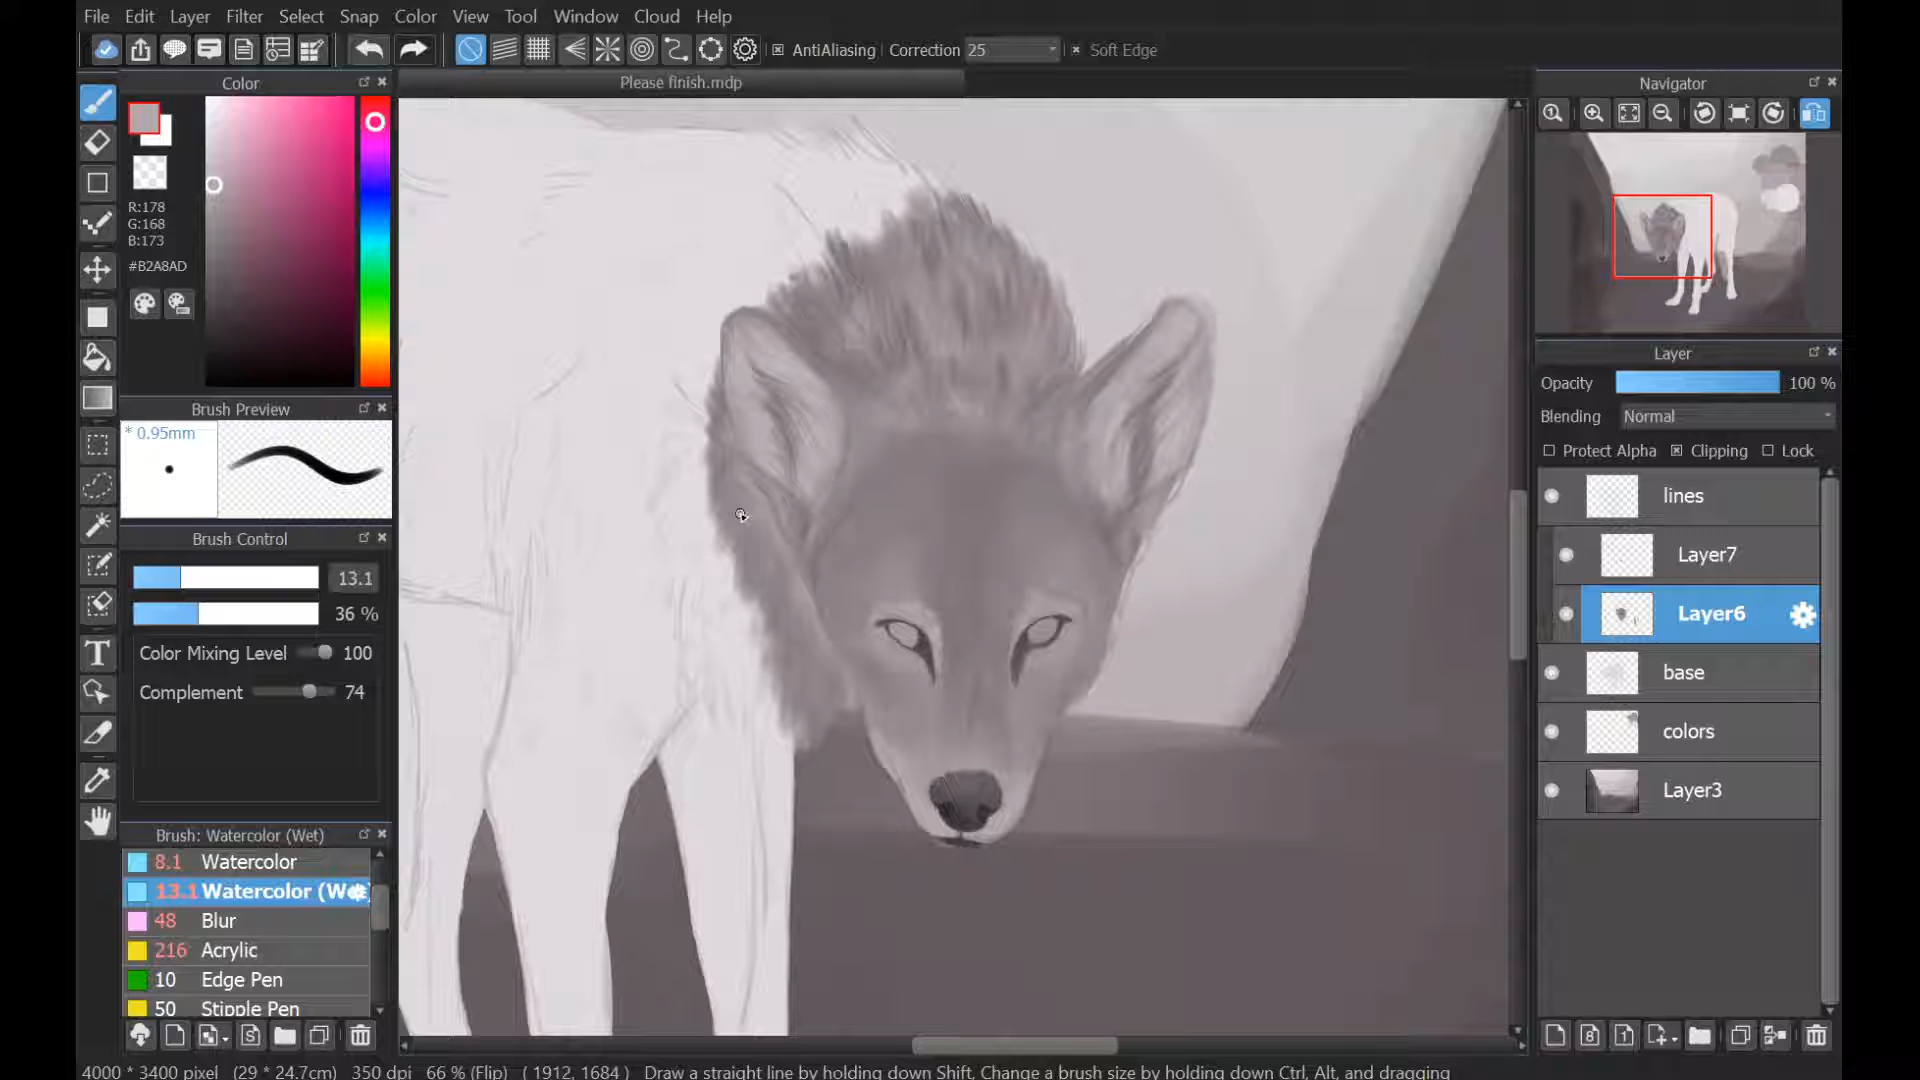 File Edit Layer Filter Select Snap Color View Tool Window Cloud Help
AntiAliasing Correction 25 Soft Edge
Color
Please finish.mdp
Navigator
R:178
G:168
B:173
#B2A8AD
Brush Preview
* 0.95mm
Brush Control
13.1
36 %
Color Mixing Level 100
Complement 74
Brush: Watercolor (Wet)
8.1 Watercolor
13.1 Watercolor (We
48 Blur
216 Acrylic
10 Edge Pen
50 Stipple Pen
Layer
Opacity 100 %
Blending Normal
Protect Alpha Clipping Lock
lines
Layer7
Layer6
base
colors
Layer3
4000 * 3400 pixel (29 * 24.7cm) 350 dpi 66 % (Flip) ( 1912, 1684 ) Draw a straight line by holding down Shift, Change a brush size by holding down Ctrl, Alt, and dragging